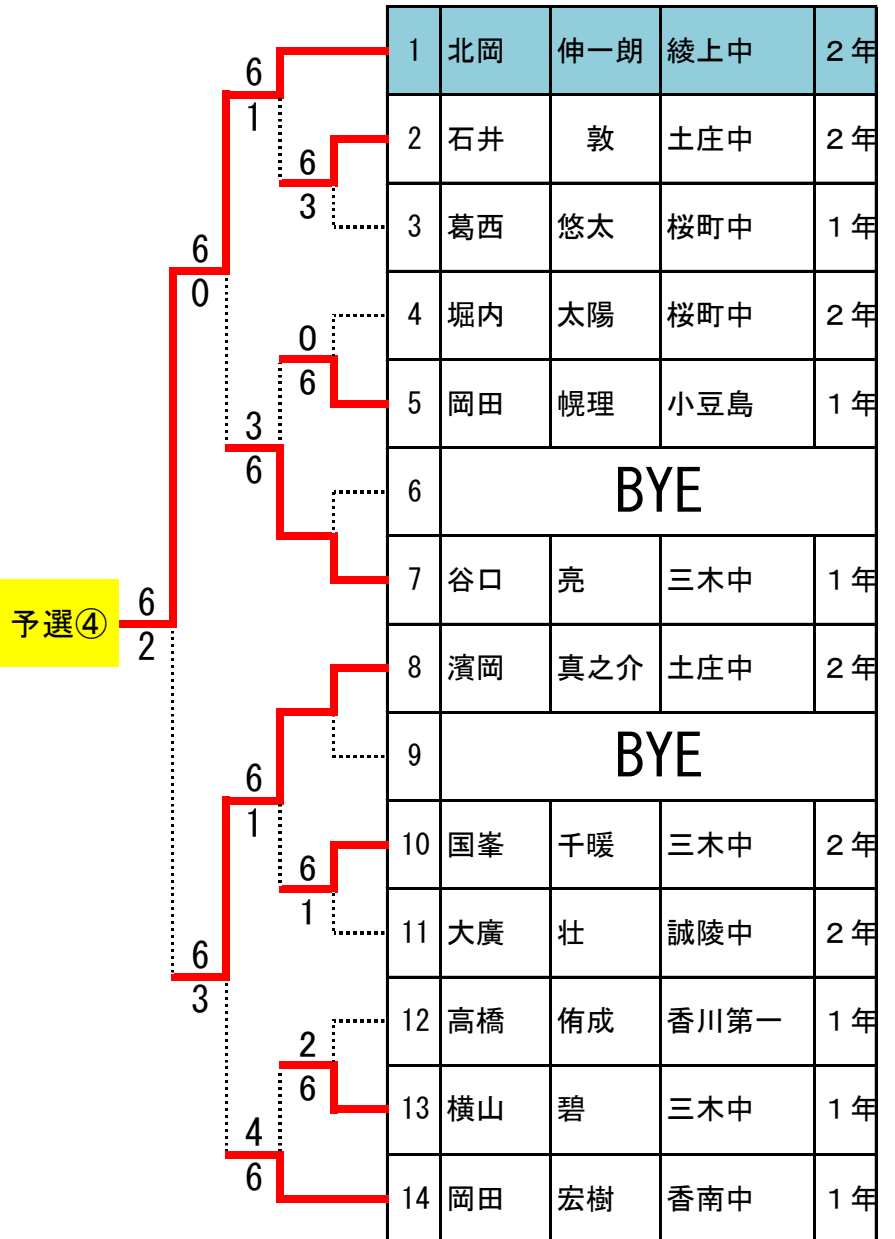 1 北岡 伸一朗 綾上中 2年
2 石井 敦 土庄中 2年
3 葛西 悠太 桜町中 1年
4 堀内 太陽 桜町中 2年
5 岡田 幌理 小豆島 1年
6 BYE
7 谷口 亮 三木中 1年
8 濱岡 真之介 土庄中 2年
9 BYE
10 国峯 千暖 三木中 2年
11 大廣 壮 誠陵中 2年
12 高橋 侑成 香川第一 1年
13 横山 碧 三木中 1年
14 岡田 宏樹 香南中 1年
6
1
6
3
6
0
0
6
3
6
予選④
6
2
6
1
6
1
6
3
2
6
4
6